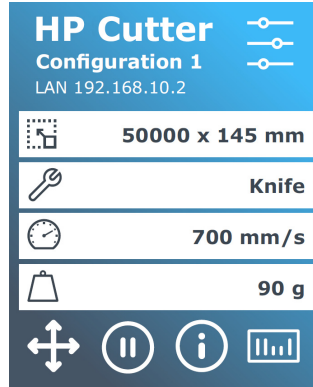 HP Cutter
Configuration 1
LAN 192.168.10.2
50000 x 145 mm
Knife
700 mm/s
90 g